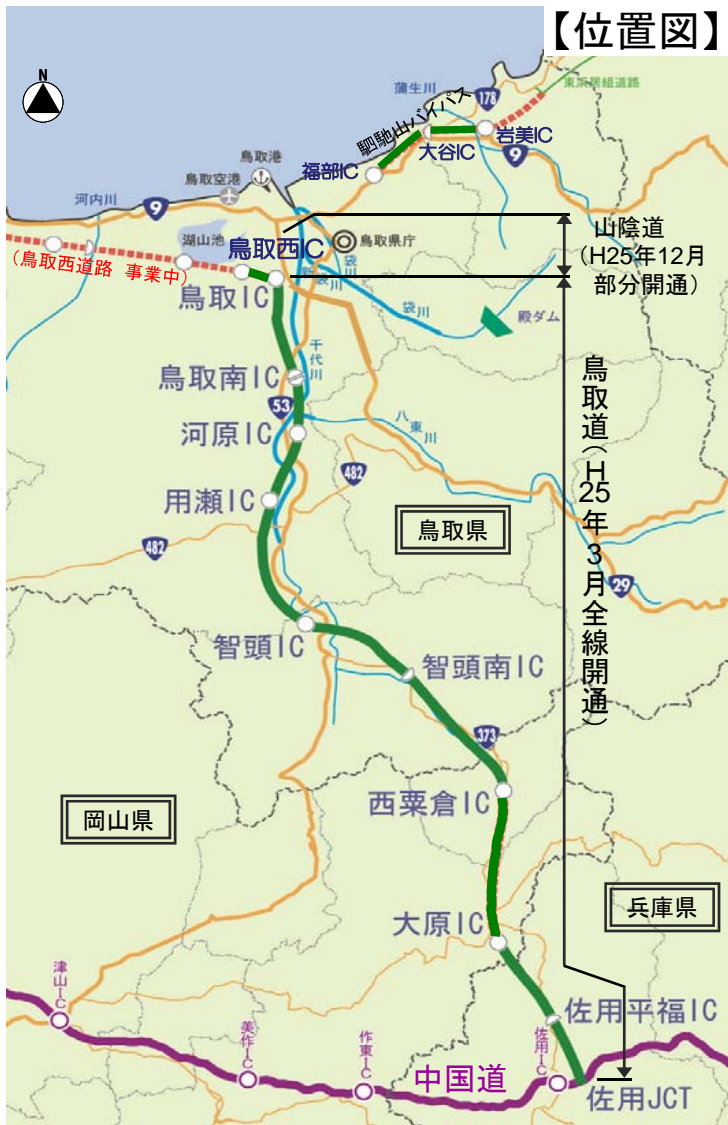 【位置図】
N
東浜居組道路
蒲生川
178
駟馳山バイパス
岩美IC
大谷IC
9
福部IC
鳥取港
鳥取空港
河内川
9
湖山池
鳥取西IC
鳥取県庁
袋川
新袋川
山陰道
(H25年12月
部分開通)
(鳥取西道路 事業中)
鳥取IC
袋川
殿ダム
千代川
鳥取南IC
53
八東川
河原IC
鳥取道(H25年3月全線開通)
482
用瀬IC
鳥取県
482
29
智頭IC
智頭南IC
373
西粟倉IC
岡山県
兵庫県
大原IC
津山IC
佐用平福IC
美作IC
作東IC
佐用IC
中国道
佐用JCT